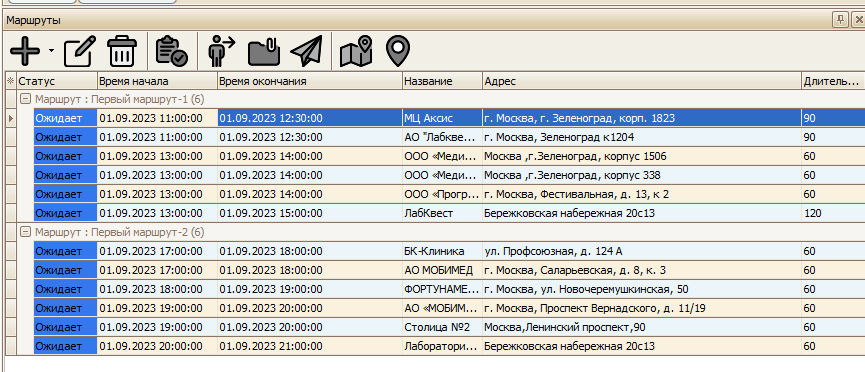 Маршруты
Статус Время начала Время окончания Название Адрес Длитель...
Маршрут : Первый маршрут-1 (6)
Ожидает 01.09.2023 11:00:00 01.09.2023 12:30:00 МЦ Аксис г. Москва, г. Зеленоград, корп. 1823 90
Ожидает 01.09.2023 11:00:00 01.09.2023 12:30:00 АО "Лабкве... г. Москва, Зеленоград к1204 90
Ожидает 01.09.2023 13:00:00 01.09.2023 14:00:00 ООО «Меди... Москва ,г.Зеленоград, корпус 1506 60
Ожидает 01.09.2023 13:00:00 01.09.2023 14:00:00 ООО «Меди... Москва ,г.Зеленоград, корпус 338 60
Ожидает 01.09.2023 13:00:00 01.09.2023 14:00:00 ООО «Прогр... г. Москва, Фестивальная, д. 13, к 2 60
Ожидает 01.09.2023 13:00:00 01.09.2023 15:00:00 ЛабКвест Бережковская набережная 20с13 120
Маршрут : Первый маршрут-2 (6)
Ожидает 01.09.2023 17:00:00 01.09.2023 18:00:00 БК-Клиника ул. Профсоюзная, д. 124 А 60
Ожидает 01.09.2023 17:00:00 01.09.2023 18:00:00 АО МОБИМЕД г. Москва, Саларьевская, д. 8, к. 3 60
Ожидает 01.09.2023 18:00:00 01.09.2023 19:00:00 ФОРТУНАМЕ... г. Москва, ул. Новочеремушкинская, 50 60
Ожидает 01.09.2023 19:00:00 01.09.2023 20:00:00 АО «МОБИМ... г. Москва, Проспект Вернадского, д. 11/19 60
Ожидает 01.09.2023 19:00:00 01.09.2023 20:00:00 Столица №2 Москва,Ленинский проспект,90 60
Ожидает 01.09.2023 20:00:00 01.09.2023 21:00:00 Лаборатори... Бережковская набережная 20с13 60